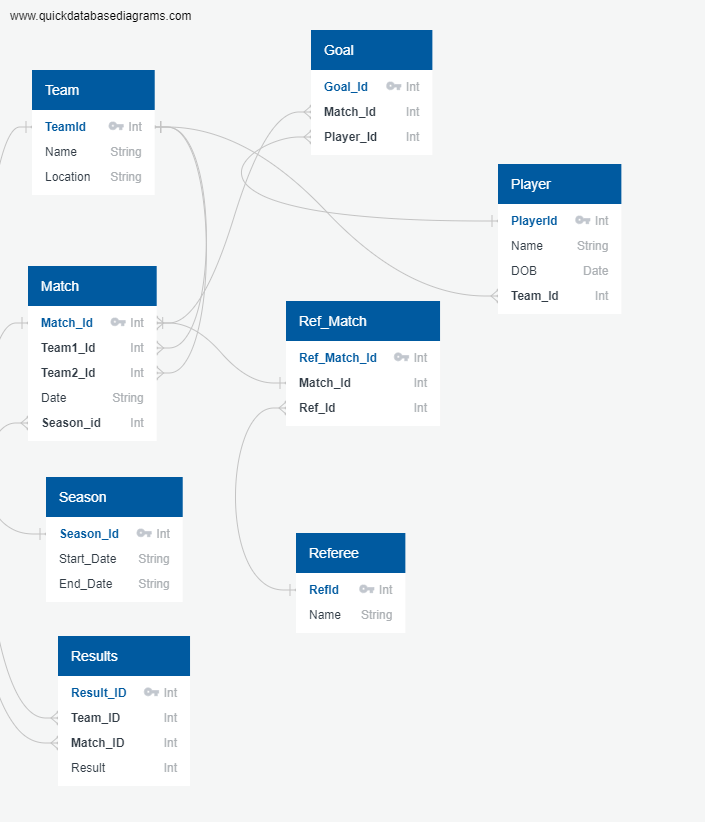 www.quickdatabasediagrams.com
Goal
Goal_Id Int
Match_Id Int
Player_Id Int
Team
TeamId Int
Name String
Location String
Player
PlayerId Int
Name String
DOB Date
Team_Id Int
Match
Match_Id Int
Team1_Id Int
Team2_Id Int
Date String
Season_id Int
Ref_Match
Ref_Match_Id Int
Match_Id Int
Ref_Id Int
Season
Season_Id Int
Start_Date String
End_Date String
Referee
RefId Int
Name String
Results
Result_ID Int
Team_ID Int
Match_ID Int
Result Int